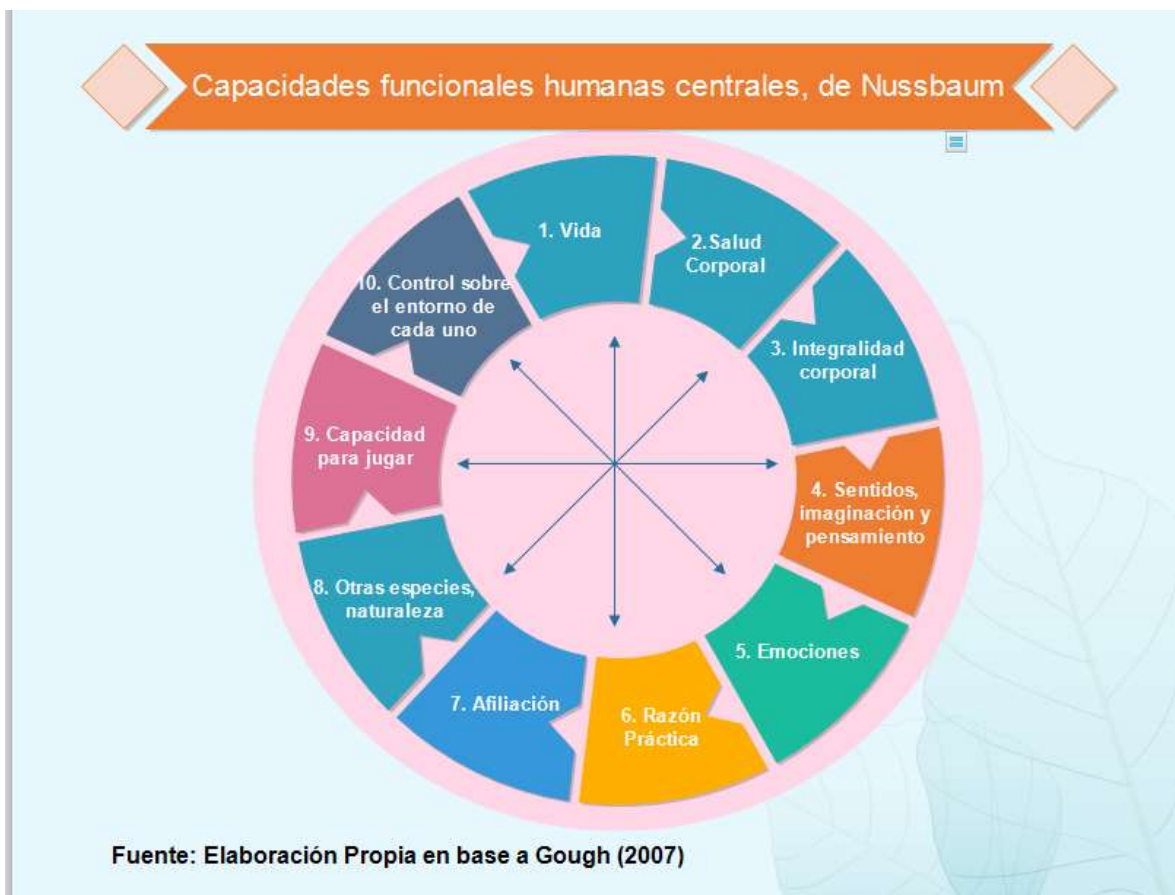 Capacidades funcionales humanas centrales, de Nussbaum
1. Vida
2.Salud
Corporal
3. Integralidad
corporal
4. Sentidos,
imaginación y
pensamiento
5. Emociones
6. Razón
Práctica
7. Afiliación
8. Otras especies,
naturaleza
9. Capacidad
para jugar
10. Control sobre
el entorno de
cada uno
Fuente: Elaboración Propia en base a Gough (2007)